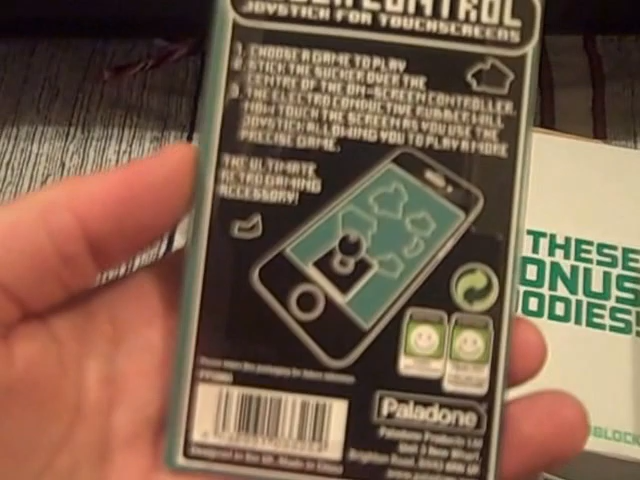 CONTROL
JOYSTICK FOR TOUCHSCREENS
1. CHOOSE A GAME TO PLAY
2. STICK THE SUCKER OVER THE
CENTRE OF THE ON-SCREEN CONTROLLER.
3. THE ELECTRO CONDUCTIVE RUBBER WILL
NOW TOUCH THE SCREEN AS YOU USE THE
JOYSTICK ALLOWING YOU TO PLAY A MORE
PRECISE GAME.
THE ULTIMATE
RETRO GAMING
ACCESSORY!
Paladone
Paladone Products Ltd
Designed in the UK. Made in China
THESE
ONUS
OODIES!
BLOCK